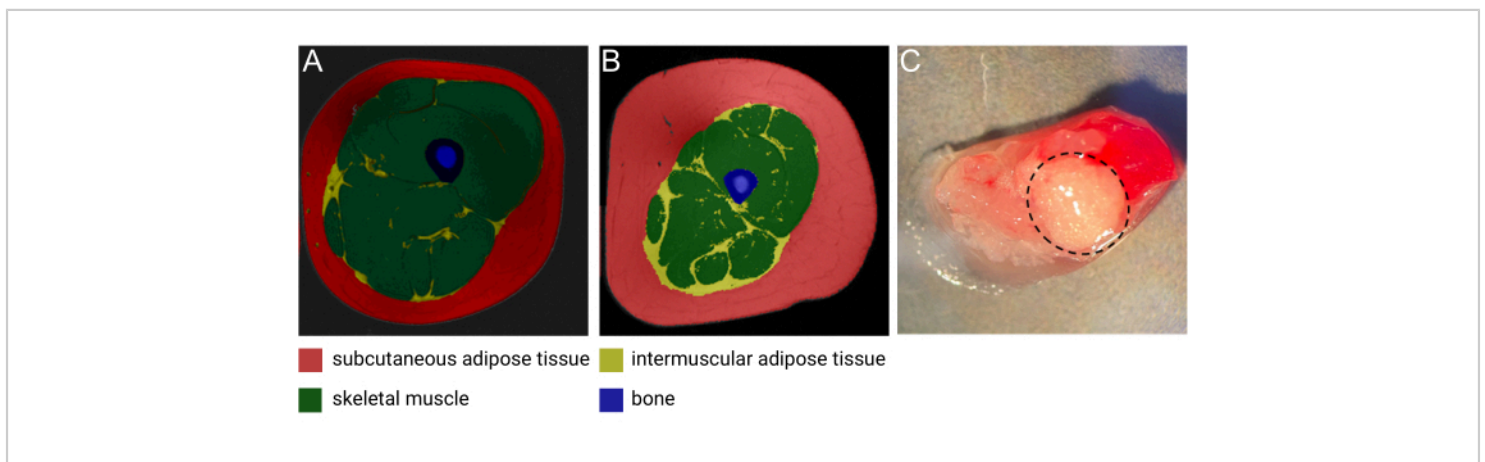 A B C
subcutaneous adipose tissue intermuscular adipose tissue
skeletal muscle bone